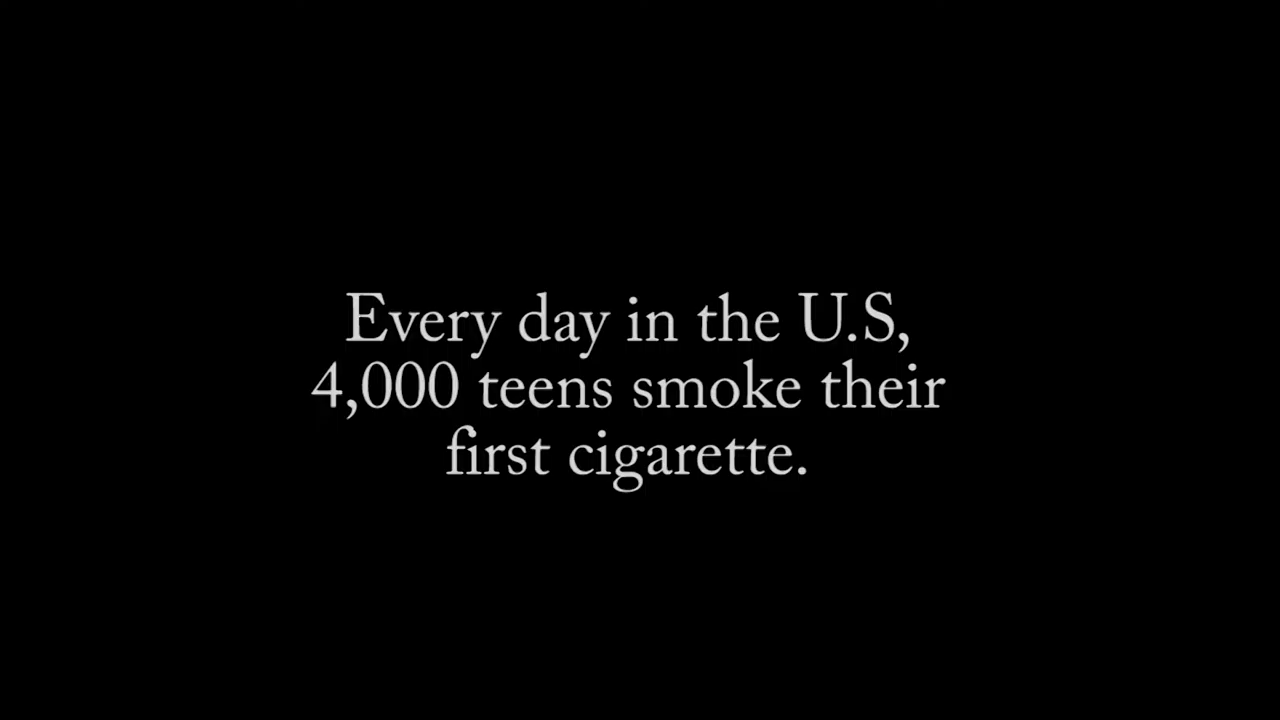 Every day in the U.S,
4,000 teens smoke their
first cigarette.